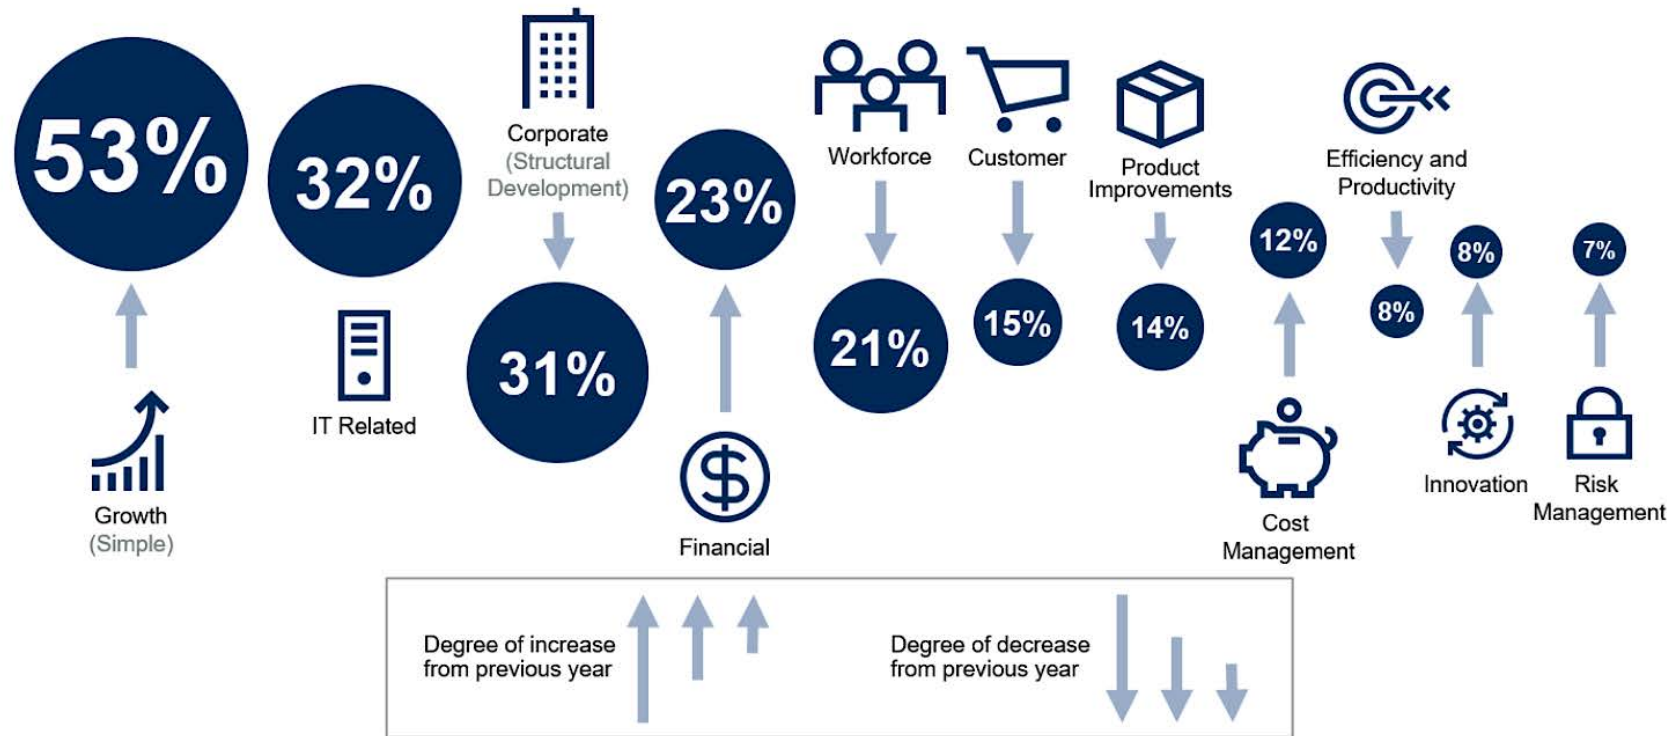 53%
Growth
(Simple)
32%
IT Related
Corporate
(Structural
Development)
31%
23%
Financial
Workforce
21%
Customer
15%
Product
Improvements
14%
12%
Cost
Management
Efficiency and
Productivity
8%
8%
Innovation
7%
Risk
Management
Degree of increase
from previous year
Degree of decrease
from previous year